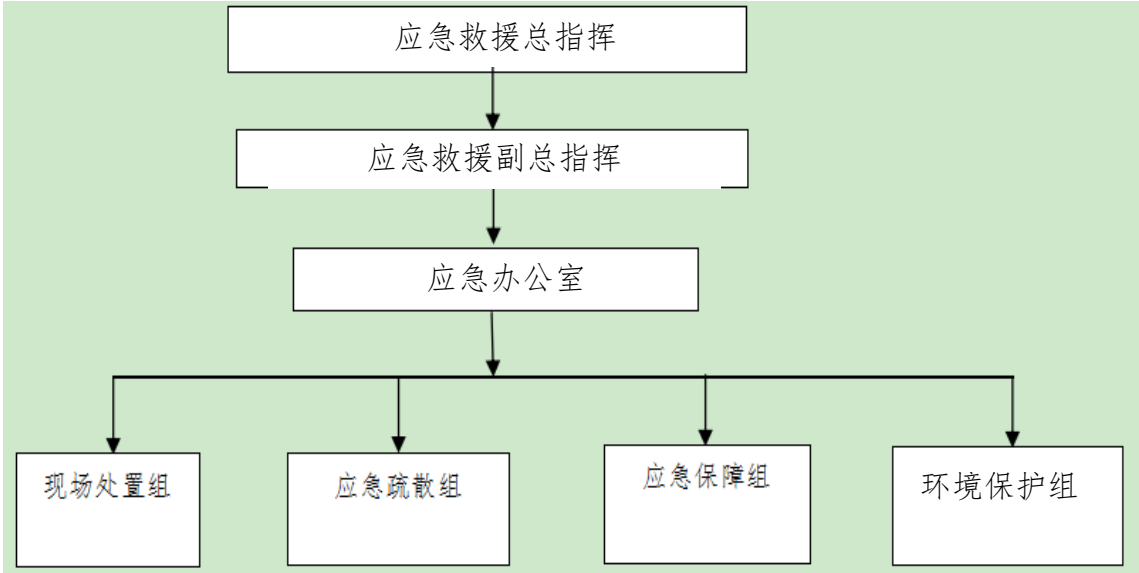 应急救援总指挥
应急救援副总指挥
应急办公室
现场处置组
应急疏散组
应急保障组
环境保护组